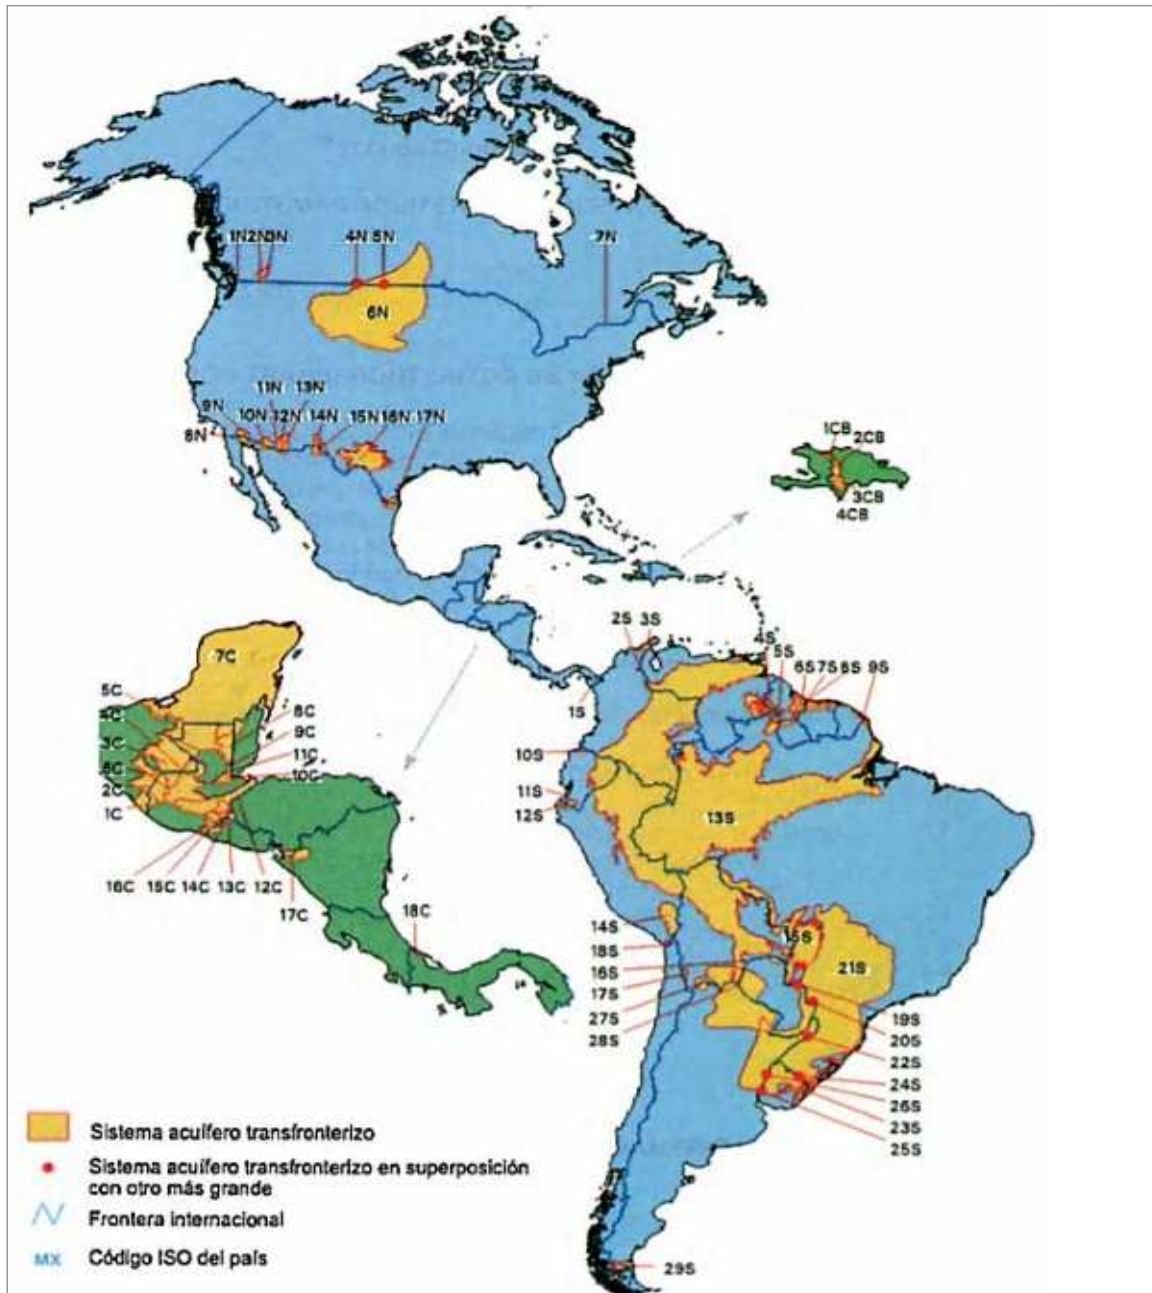 1N 2N 3N 4N 5N 7N
6N
11N 13N
9N 10N 12N 14N 15N 16N 17N
8N
1CB
2CB
3CB
4CB
2S 3S 4S
5S
6S 7S 8S 9S
1S
7C
5C
4C
3C
6C
2C
1C
8C
9C
11C
10C
16C 15C 14C 13C 12C
17C
18C
10S
11S
12S
13S
14S
18S
16S
17S
27S
28S
15S
21S
19S
20S
22S
24S
26S
23S
25S
29S
Sistema acuífero transfronterizo
Sistema acuífero transfronterizo en superposición
con otro más grande
Frontera internacional
MX Código ISO del país